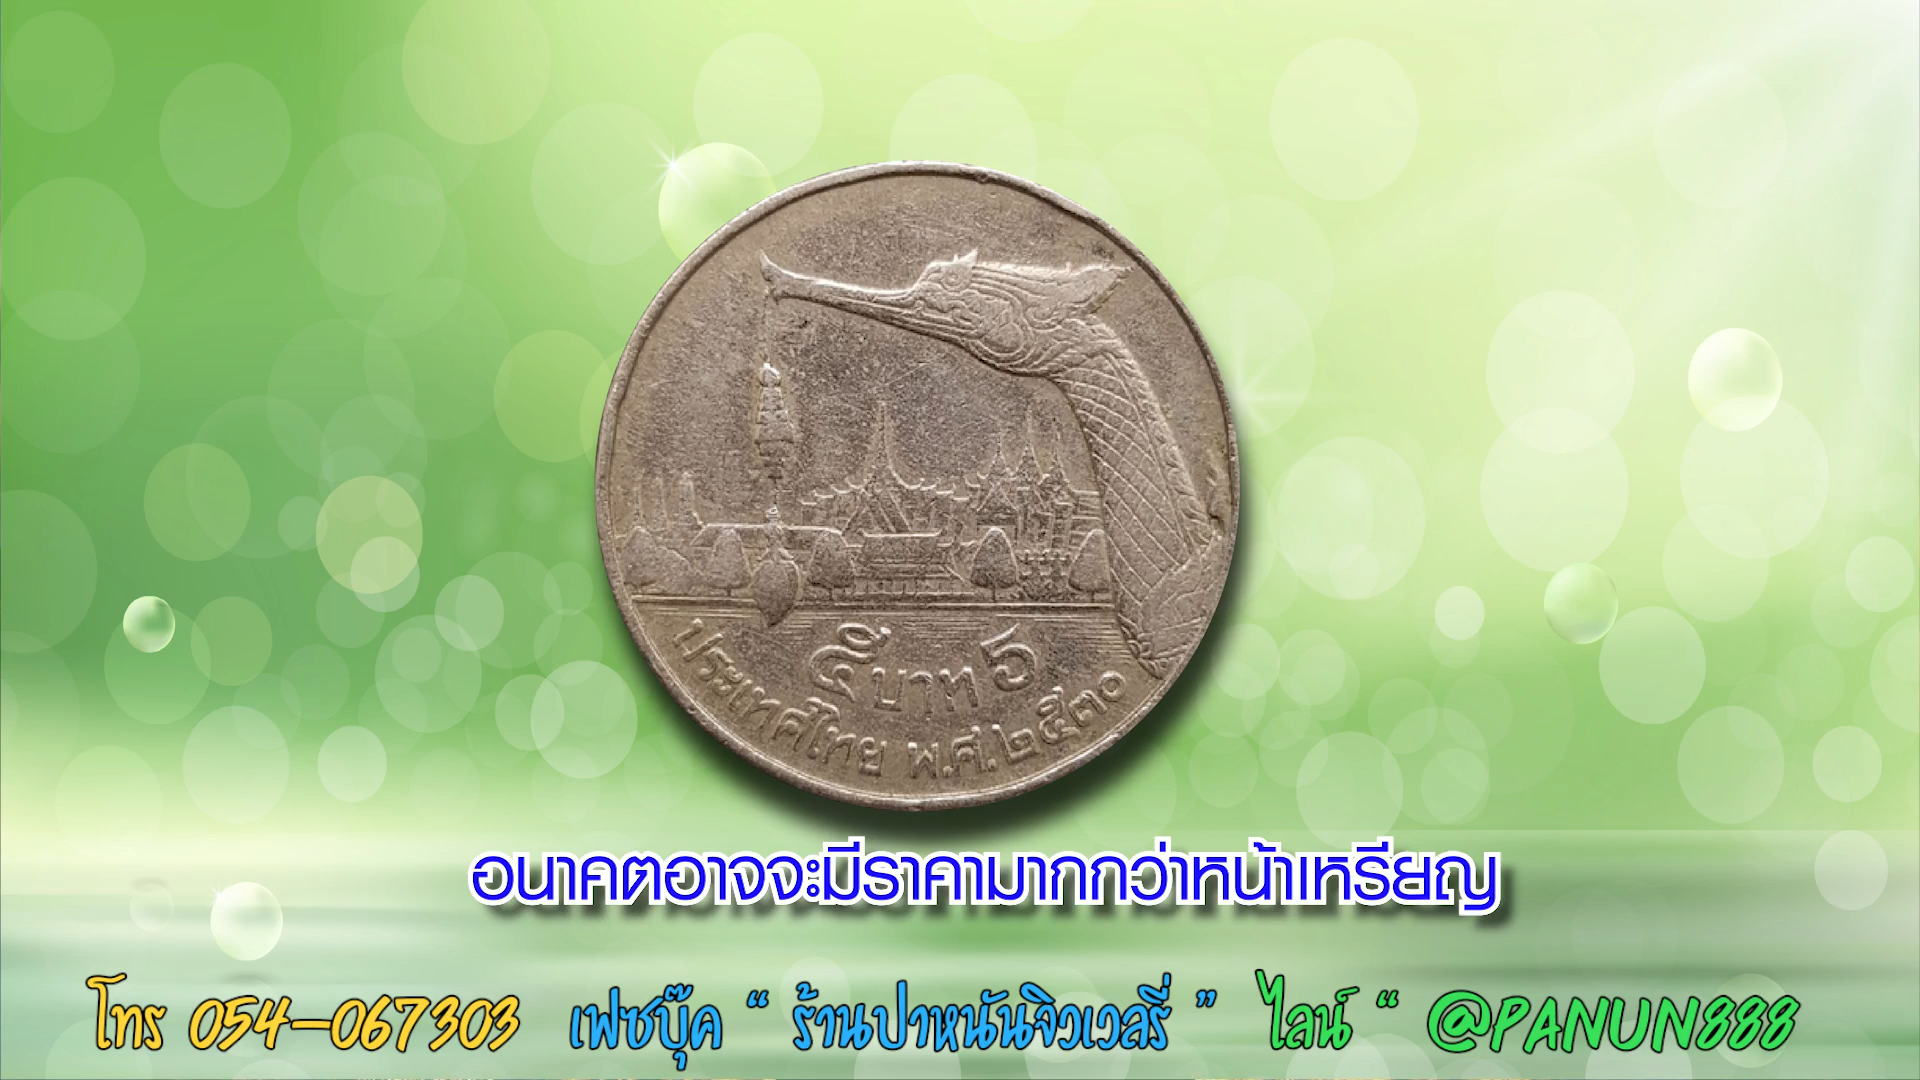 ๕ บาท 5
ประเทศไทย พ.ศ.๒๕๓๐
อนาคตอาจจะมีราคามากกว่าหน้าเหรียญ
โทร 054-067303 เฟซบุ๊ค “ ร้านปาหนันจิวเวลรี่ ” ไลน์ “ @PANUN888